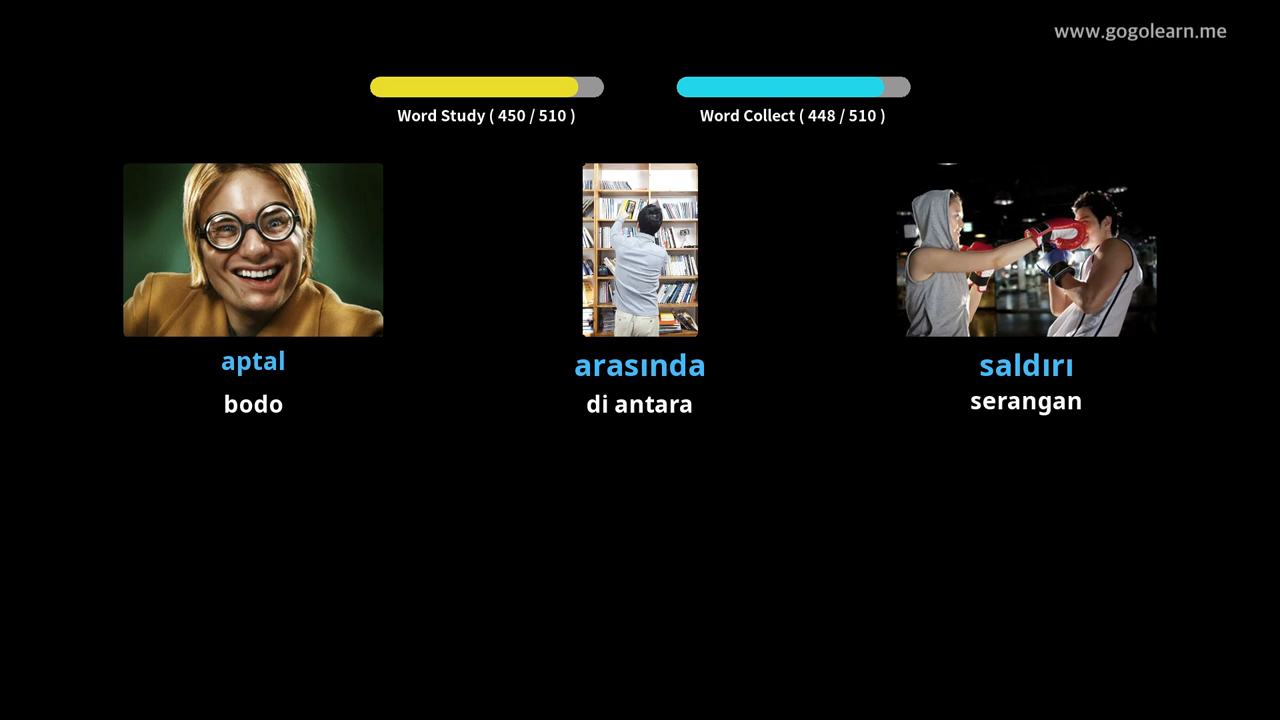 www.gogolearn.me
Word Study ( 450 / 510 )
Word Collect ( 448 / 510 )
aptal
arasında
saldırı
bodo
di antara
serangan